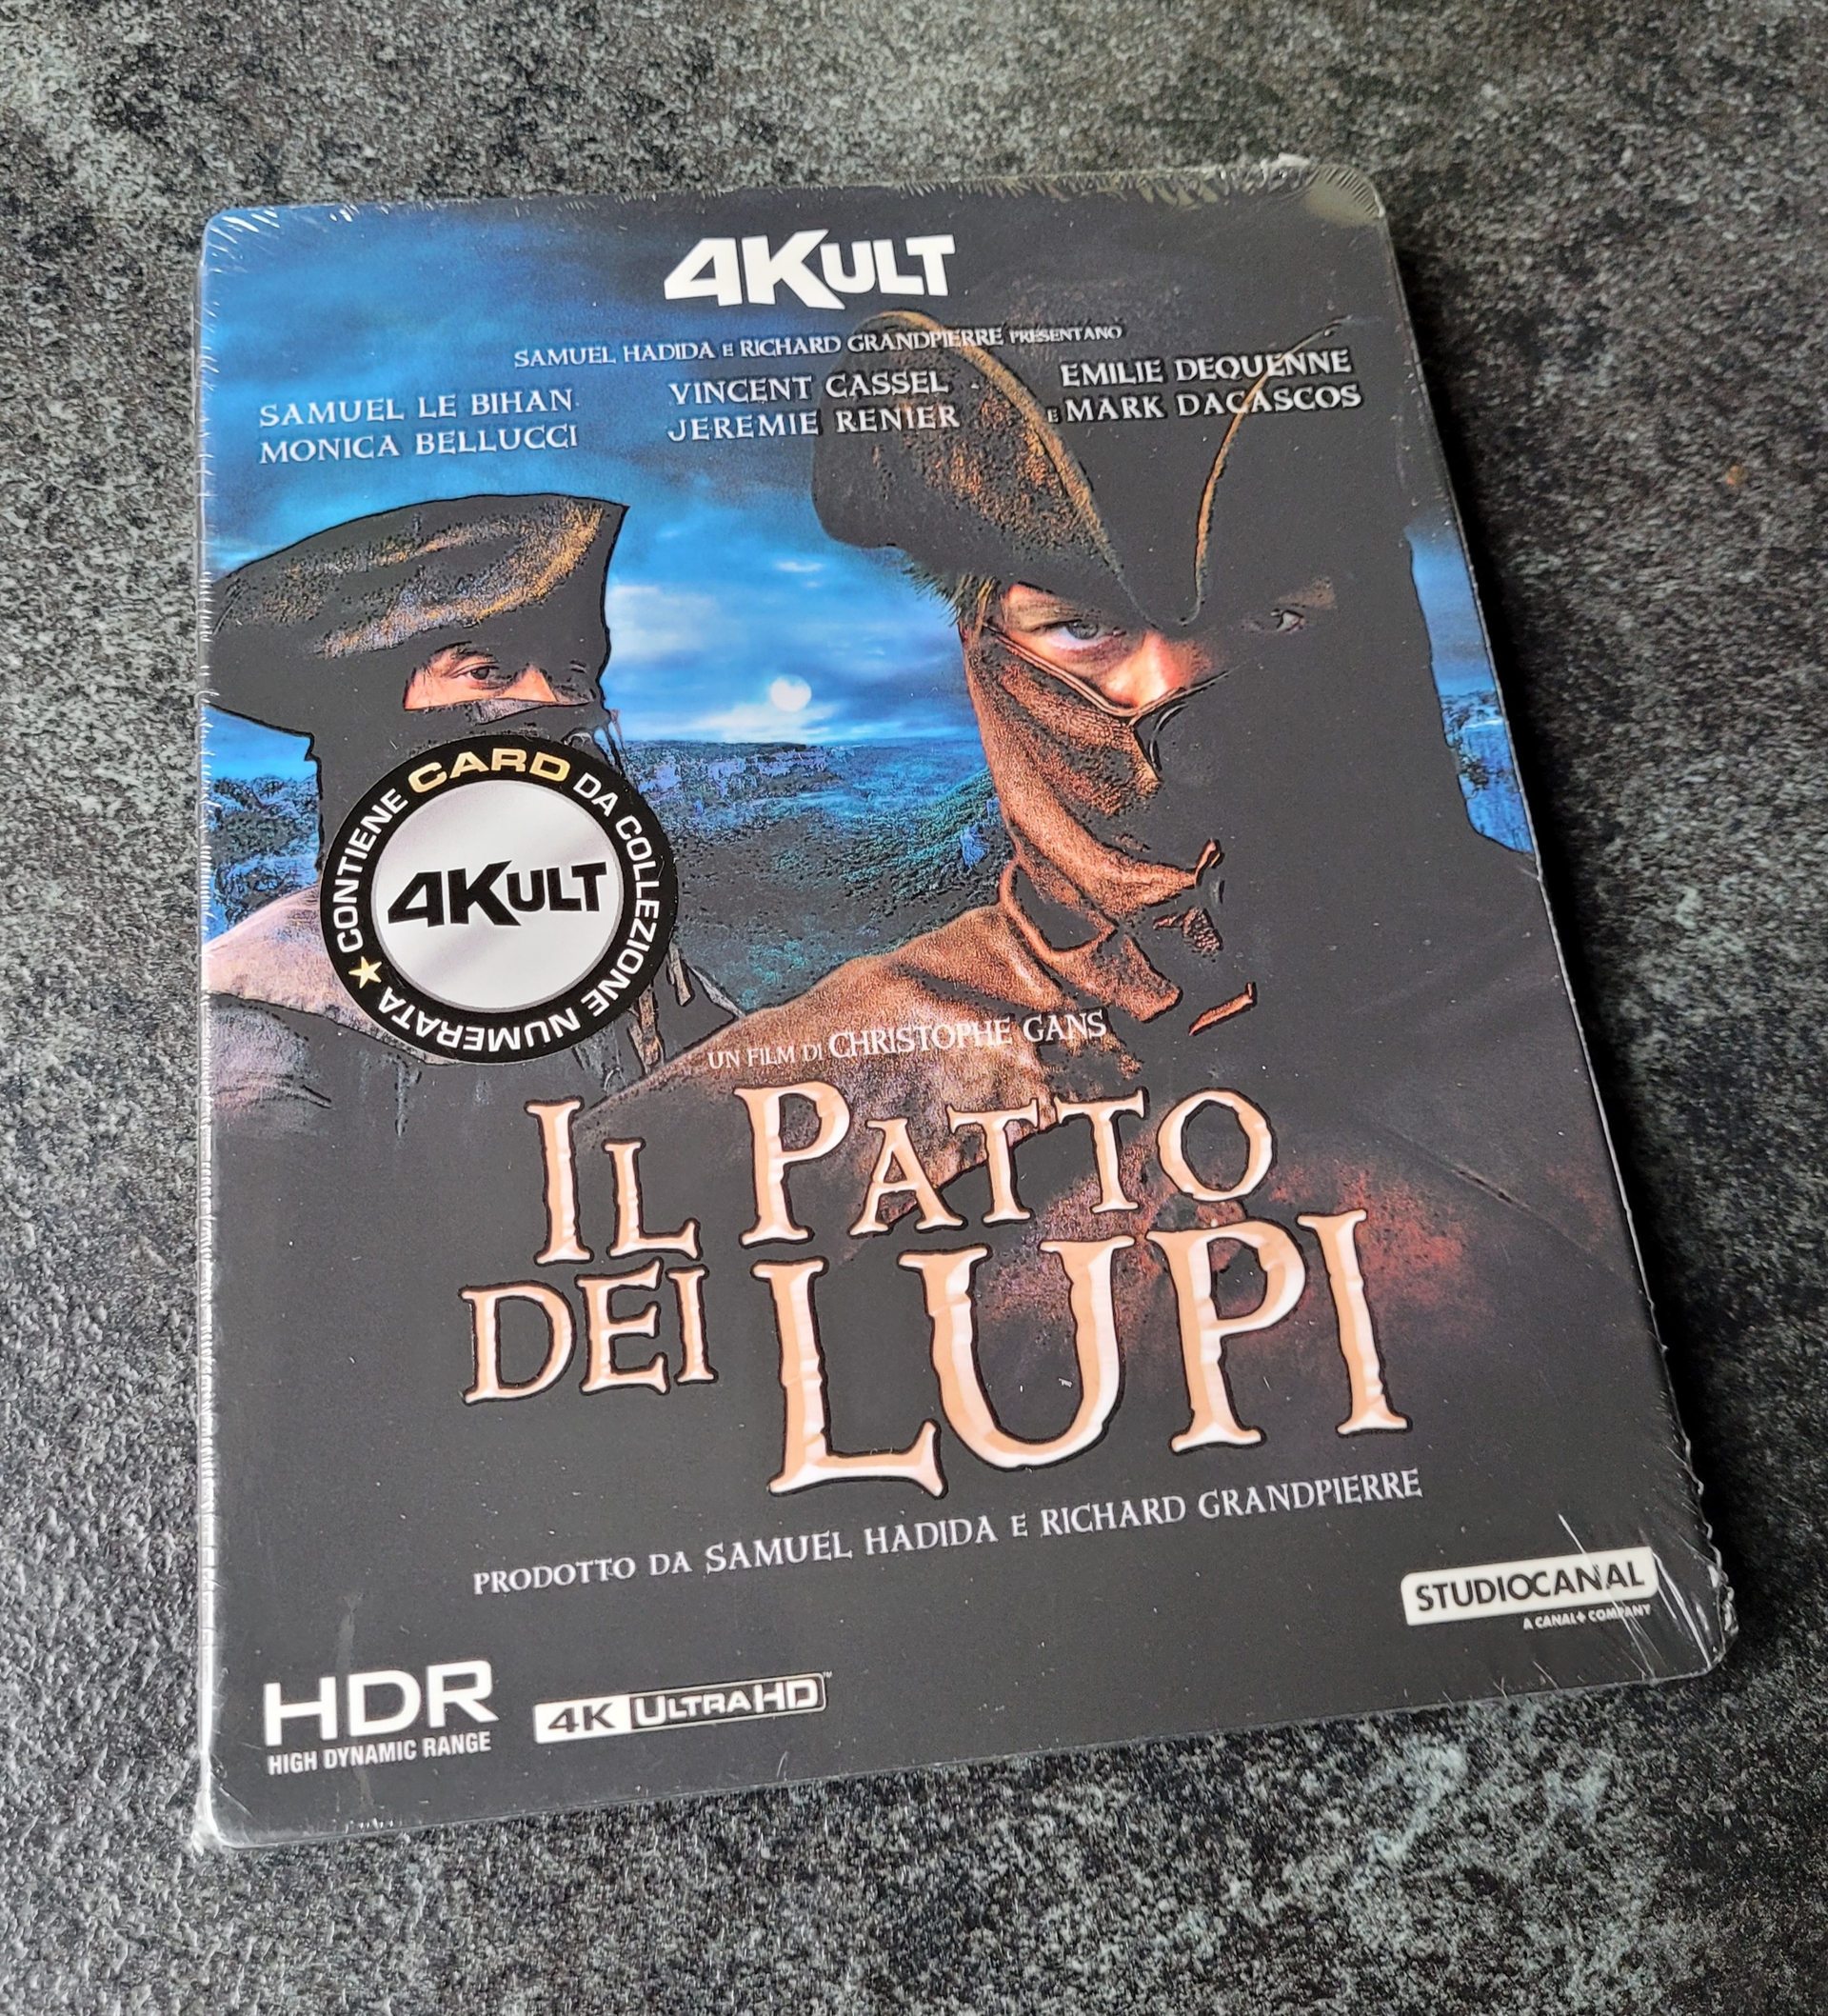 4KULT
SAMUEL HADIDA E RICHARD GRANDPIERRE PRESENTANO
SAMUEL LE BIHAN VINCENT CASSEL EMILIE DEQUENNE
MONICA BELLUCCI JEREMIE RENIER E MARK DACASCOS
CONTIENE CARD DA COLLEZIONE NUMERATA
4KULT
UN FILM DI CHRISTOPHE GANS
IL PATTO
DEI LUPI
PRODOTTO DA SAMUEL HADIDA E RICHARD GRANDPIERRE
STUDIOCANAL
A CANAL+ COMPANY
HDR
HIGH DYNAMIC RANGE
4K ULTRA HD™